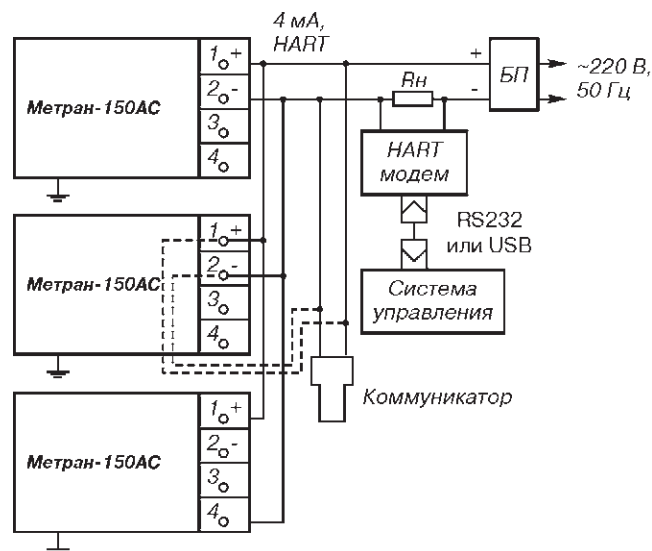 4 мА,
HART
Метран-150АС
1 +
2 -
3
4
+
-
Rн
БП
~220 В,
50 Гц
HART
модем
RS232
или USB
Система
управления
Метран-150АС
1 +
2 -
3
4
Коммуникатор
Метран-150АС
1 +
2 -
3
4